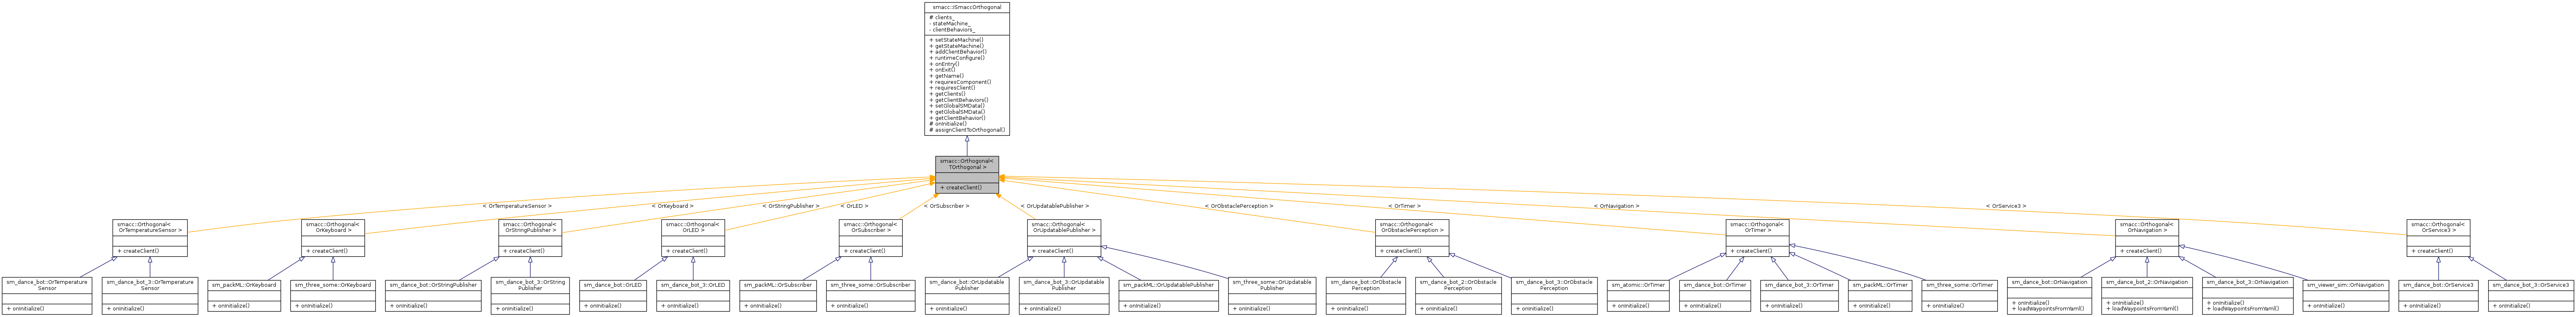 smacc::ISmaccOrthogonal
# clients_
- stateMachine_
- clientBehaviors_
+ setStateMachine()
+ getStateMachine()
+ addClientBehavior()
+ runtimeConfigure()
+ onEntry()
+ onExit()
+ getName()
+ requiresComponent()
+ requiresClient()
+ getClients()
+ getClientBehaviors()
+ setGlobalSMData()
+ getGlobalSMData()
+ getClientBehavior()
# onInitialize()
# assignClientToOrthogonal()
smacc::Orthogonal<
TOrthogonal >
+ createClient()
< OrTemperatureSensor >
< OrKeyboard >
< OrStringPublisher >
< OrLED >
< OrSubscriber >
< OrUpdatablePublisher >
< OrObstaclePerception >
< OrTimer >
< OrNavigation >
< OrService3 >
smacc::Orthogonal<
OrTemperatureSensor >
+ createClient()
smacc::Orthogonal<
OrKeyboard >
+ createClient()
smacc::Orthogonal<
OrStringPublisher >
+ createClient()
smacc::Orthogonal<
OrLED >
+ createClient()
smacc::Orthogonal<
OrSubscriber >
+ createClient()
smacc::Orthogonal<
OrUpdatablePublisher >
+ createClient()
smacc::Orthogonal<
OrObstaclePerception >
+ createClient()
smacc::Orthogonal<
OrTimer >
+ createClient()
smacc::Orthogonal<
OrNavigation >
+ createClient()
smacc::Orthogonal<
OrService3 >
+ createClient()
sm_dance_bot::OrTemperature
Sensor
+ onInitialize()
sm_dance_bot_3::OrTemperature
Sensor
+ onInitialize()
sm_packML::OrKeyboard
+ onInitialize()
sm_three_some::OrKeyboard
+ onInitialize()
sm_dance_bot::OrStringPublisher
+ onInitialize()
sm_dance_bot_3::OrString
Publisher
+ onInitialize()
sm_dance_bot::OrLED
+ onInitialize()
sm_dance_bot_3::OrLED
+ onInitialize()
sm_packML::OrSubscriber
+ onInitialize()
sm_three_some::OrSubscriber
+ onInitialize()
sm_dance_bot::OrUpdatable
Publisher
+ onInitialize()
sm_dance_bot_3::OrUpdatable
Publisher
+ onInitialize()
sm_packML::OrUpdatablePublisher
+ onInitialize()
sm_three_some::OrUpdatable
Publisher
+ onInitialize()
sm_dance_bot::OrObstacle
Perception
+ onInitialize()
sm_dance_bot_2::OrObstacle
Perception
+ onInitialize()
sm_dance_bot_3::OrObstacle
Perception
+ onInitialize()
sm_atomic::OrTimer
+ onInitialize()
sm_dance_bot::OrTimer
+ onInitialize()
sm_dance_bot_3::OrTimer
+ onInitialize()
sm_packML::OrTimer
+ onInitialize()
sm_three_some::OrTimer
+ onInitialize()
sm_dance_bot::OrNavigation
+ onInitialize()
+ loadWaypointsFromYaml()
sm_dance_bot_2::OrNavigation
+ onInitialize()
+ loadWaypointsFromYaml()
sm_dance_bot_3::OrNavigation
+ onInitialize()
+ loadWaypointsFromYaml()
sm_viewer_sim::OrNavigation
+ onInitialize()
sm_dance_bot::OrService3
+ onInitialize()
sm_dance_bot_3::OrService3
+ onInitialize()